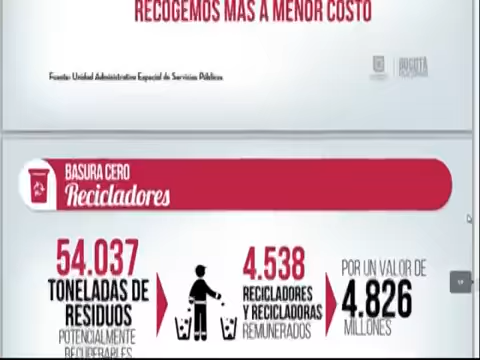 RECOGEMOS MÁS A MENOR COSTO
Fuente: Unidad Administrativa Especial de Servicios Públicos
BOGOTÁ
BASURA CERO
Recicladores
54.037
TONELADAS DE
RESIDUOS
POTENCIALMENTE
RECUPERABLES
4.538
RECICLADORES
Y RECICLADORAS
REMUNERADOS
POR UN VALOR DE
4.826
MILLONES